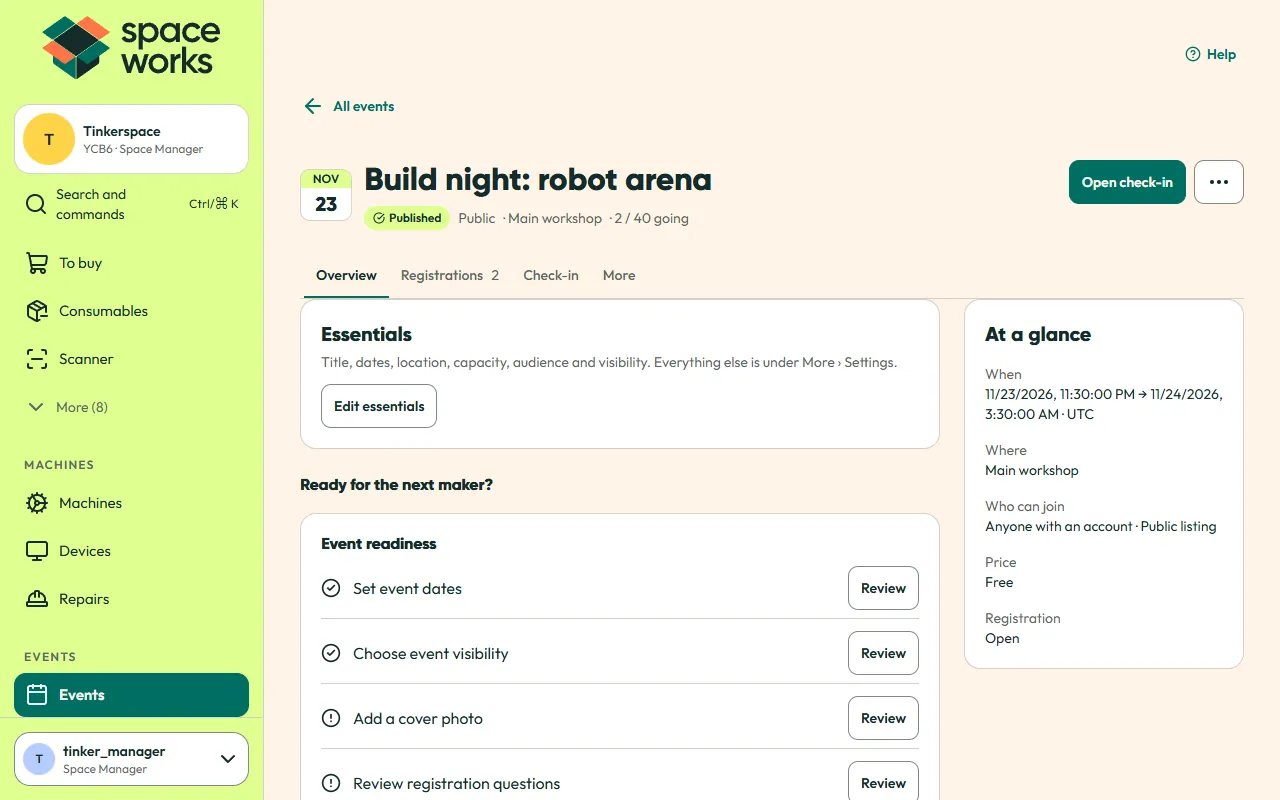 space
works
T
Tinkerspace
YCB6 · Space Manager
Search and
commands
Ctrl/⌘ K
To buy
Consumables
Scanner
More (8)
MACHINES
Machines
Devices
Repairs
EVENTS
Events
T
tinker_manager
Space Manager
Help
All events
NOV
23
Build night: robot arena
Published
Public · Main workshop · 2 / 40 going
Open check-in
Overview
Registrations 2
Check-in
More
Essentials
Title, dates, location, capacity, audience and visibility. Everything else is under More › Settings.
Edit essentials
Ready for the next maker?
Event readiness
Set event dates
Review
Choose event visibility
Review
Add a cover photo
Review
Review registration questions
Review
At a glance
When
11/23/2026, 11:30:00 PM → 11/24/2026,
3:30:00 AM · UTC
Where
Main workshop
Who can join
Anyone with an account · Public listing
Price
Free
Registration
Open